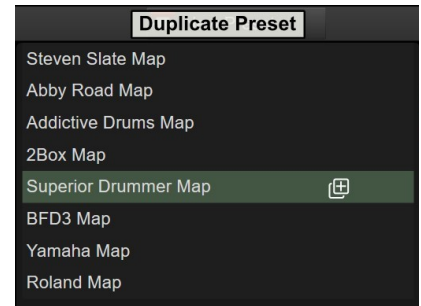 Duplicate Preset
Steven Slate Map
Abby Road Map
Addictive Drums Map
2Box Map
Superior Drummer Map
BFD3 Map
Yamaha Map
Roland Map